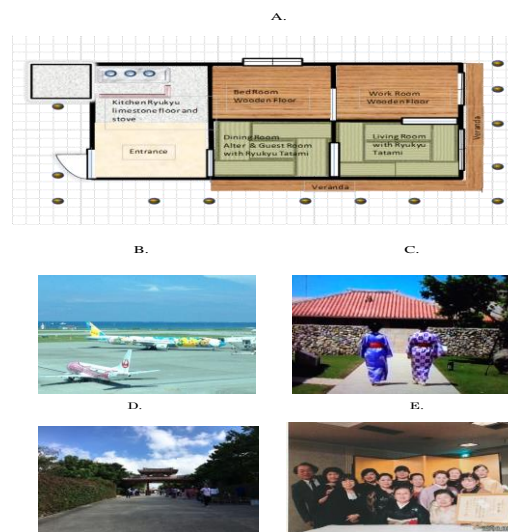 A.
Kitchen Ryukyu
limestone floor and
stove
Entrance
Bed Room
Wooden Floor
Work Room
Wooden Floor
Dining Room
Alter & Guest Room
with Ryukyu Tatami
Living Room
with Ryukyu
Tatami
Veranda
Veranda
B.
C.
D.
E.